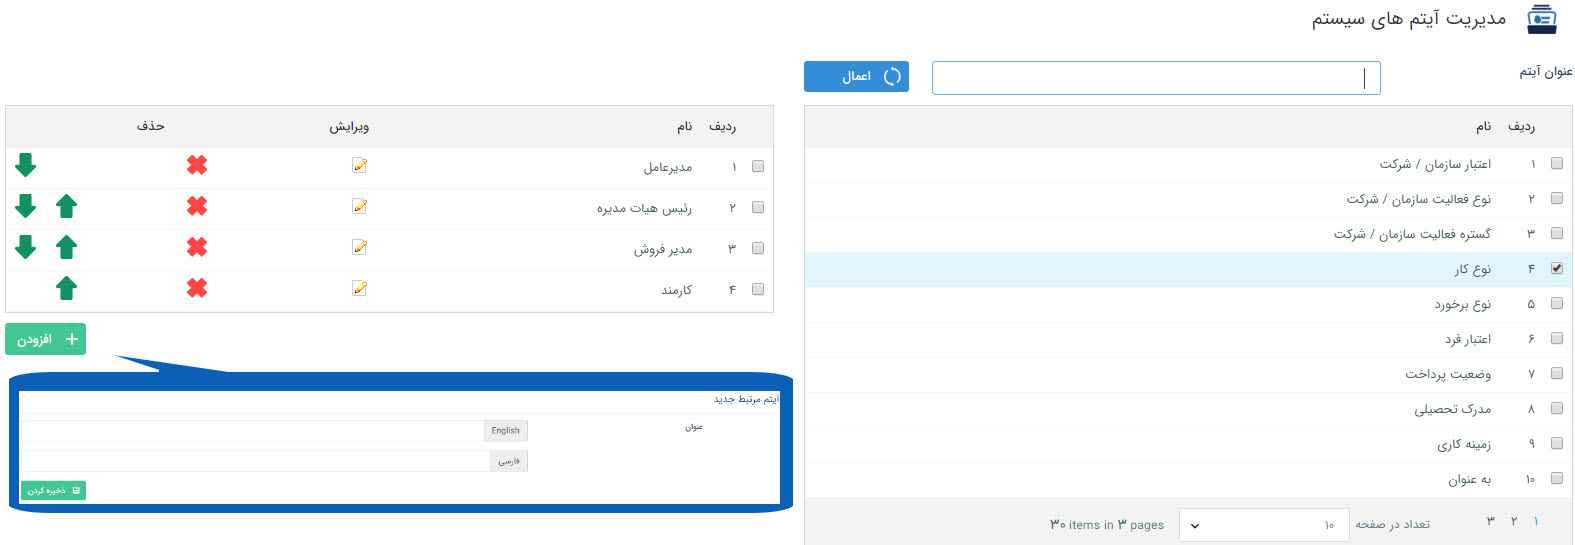 مدیریت آیتم های سیستم
عنوان آیتم
اعمال
ردیف نام
۱ اعتبار سازمان / شرکت
۲ نوع فعالیت سازمان / شرکت
۳ گستره فعالیت سازمان / شرکت
۴ نوع کار
۵ نوع برخورد
۶ اعتبار فرد
۷ وضعیت پرداخت
۸ مدرک تحصیلی
۹ زمینه کاری
۱۰ به عنوان
۱ ۲ ۳ تعداد در صفحه ۱۰ ۳۰ items in ۳ pages
ردیف نام ویرایش حذف
۱ مدیرعامل
۲ رئیس هیات مدیره
۳ مدیر فروش
۴ کارمند
افزودن
آیتم مرتبط جدید
عنوان English
فارسی
ذخیره کردن